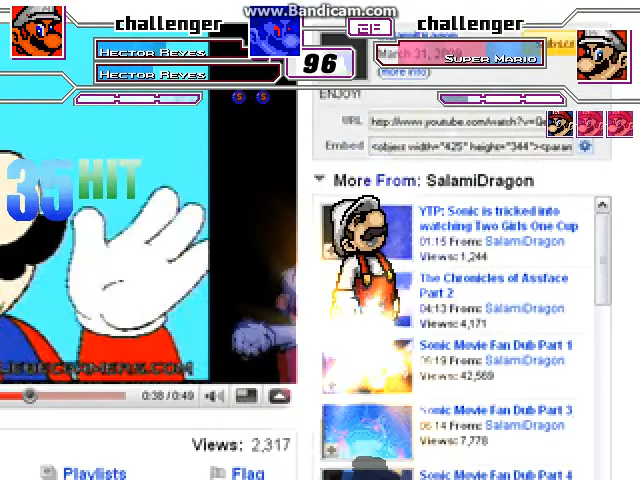 www.Bandicam.com
challenger
challenger
Hector Reyes
Hector Reyes
96
Super Mario
March 31,
(more info)
ENJOY!
URL http://www.youtube.com/watch?v=
Embed <object width="425" height="344"><param
35 HIT
More From: SalamiDragon
YTP: Sonic is tricked into
watching Two Girls One Cup
01:15 From: SalamiDragon
Views: 1,244
The Chronicles of Assface
Part 2
04:13 From: SalamiDragon
Views: 4,171
Sonic Movie Fan Dub Part 1
From: SalamiDragon
Views: 42,569
Sonic Movie Fan Dub Part 3
06:14 From: SalamiDragon
Views: 7,778
Sonic Movie Fan Dub Part 4
0:38 / 0:49
Views: 2,317
Playlists
Flag